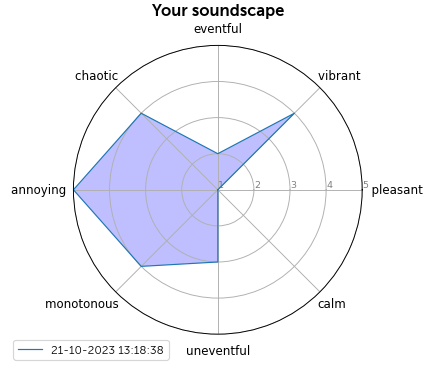 Your soundscape
eventful
chaotic
vibrant
annoying
1 2 3 4 5
pleasant
monotonous
calm
21-10-2023 13:18:38
uneventful